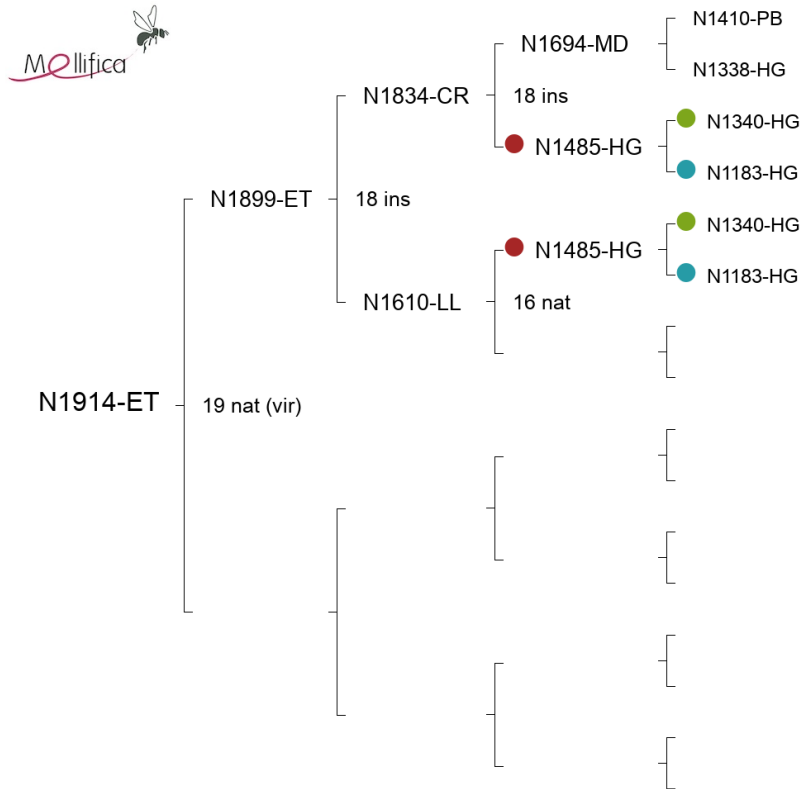 Mellifica
N1410-PB
N1694-MD
N1338-HG
N1834-CR
18 ins
N1340-HG
N1485-HG
N1183-HG
N1899-ET
18 ins
N1340-HG
N1485-HG
N1183-HG
N1610-LL
16 nat
N1914-ET
19 nat (vir)